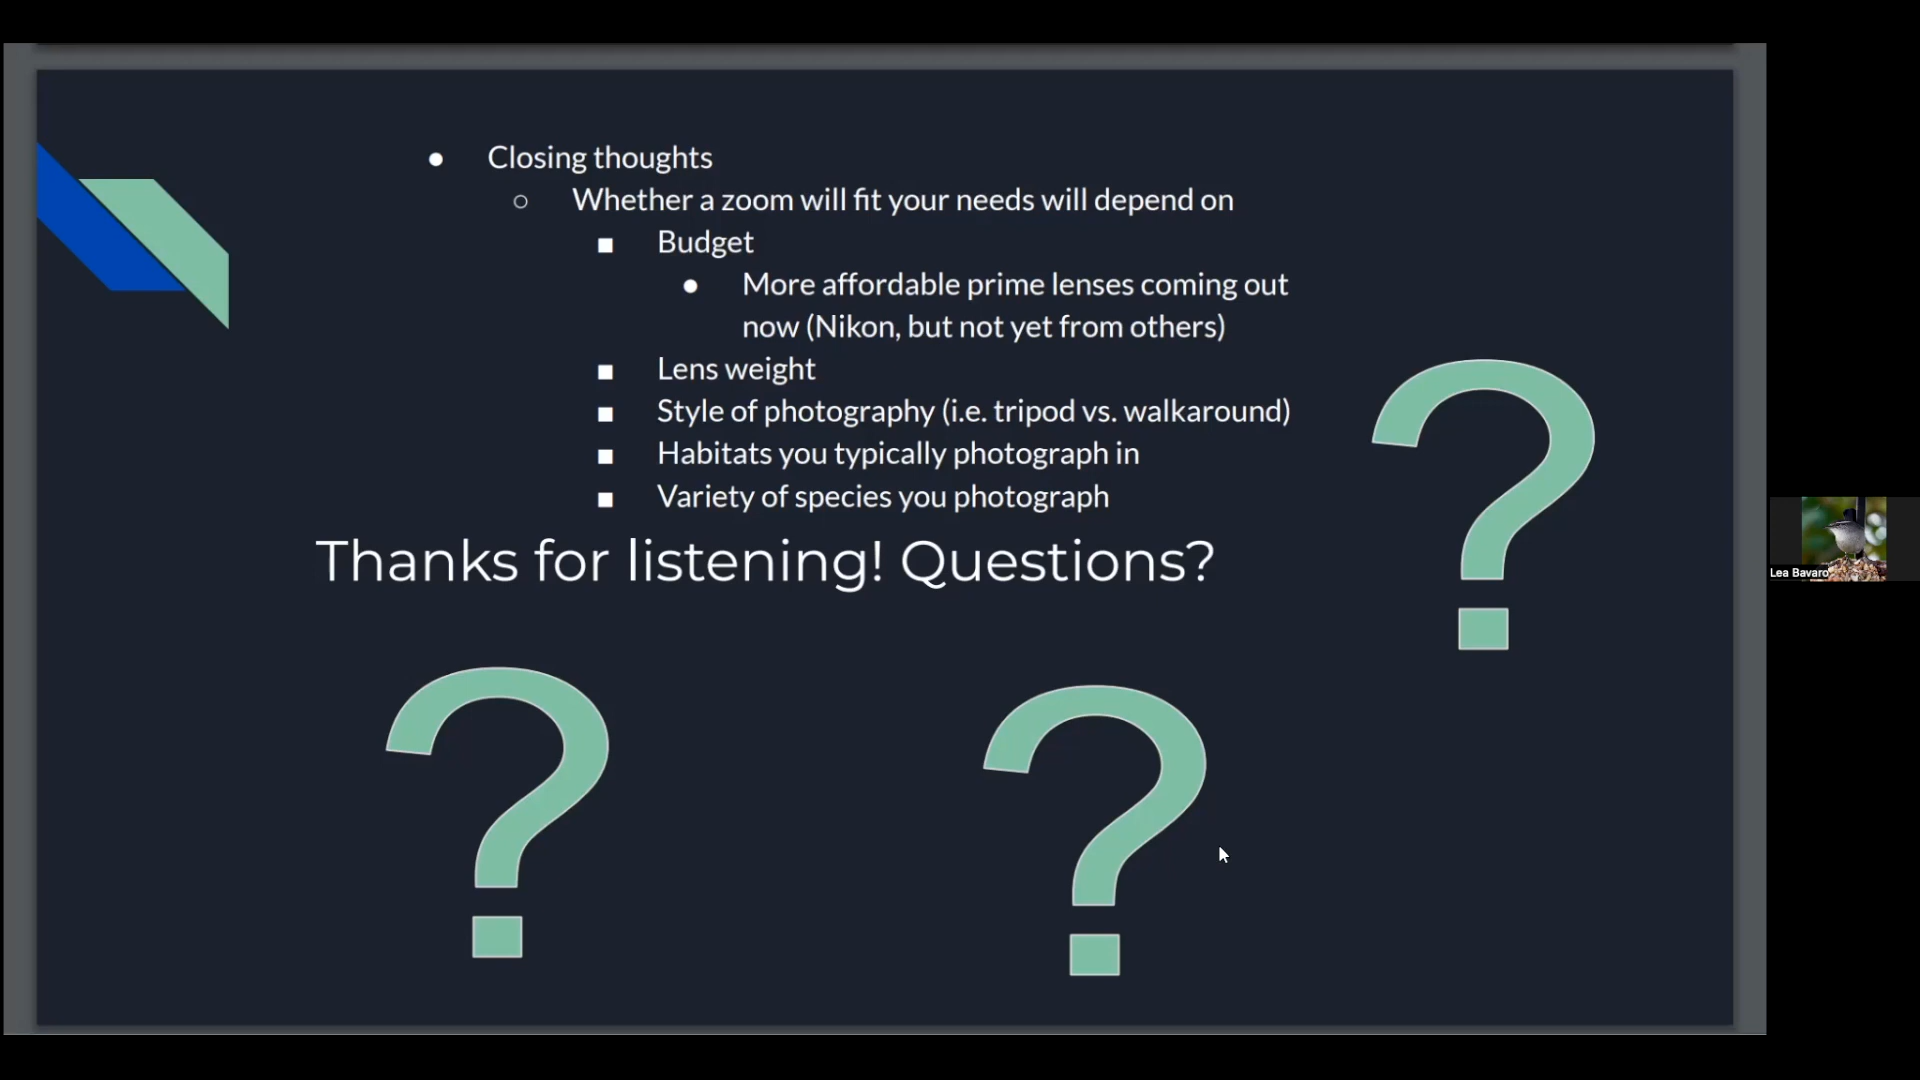 Closing thoughts
Whether a zoom will fit your needs will depend on
Budget
More affordable prime lenses coming out
now (Nikon, but not yet from others)
Lens weight
Style of photography (i.e. tripod vs. walkaround)
Habitats you typically photograph in
Variety of species you photograph
Thanks for listening! Questions?
?
?
?
Lea Bavaro